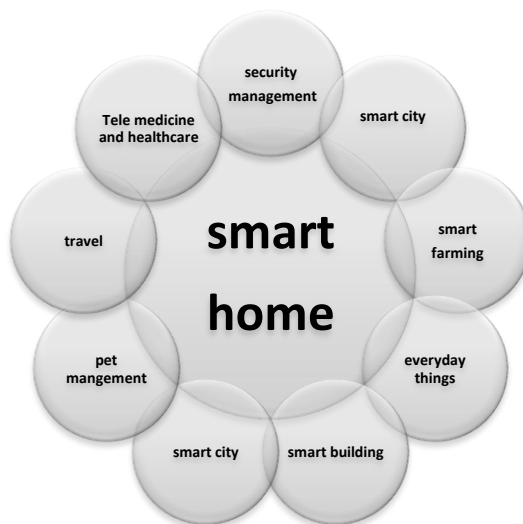 security
management
smart city
smart
farming
everyday
things
smart building
smart city
pet
mangement
travel
Tele medicine
and healthcare
smart
home